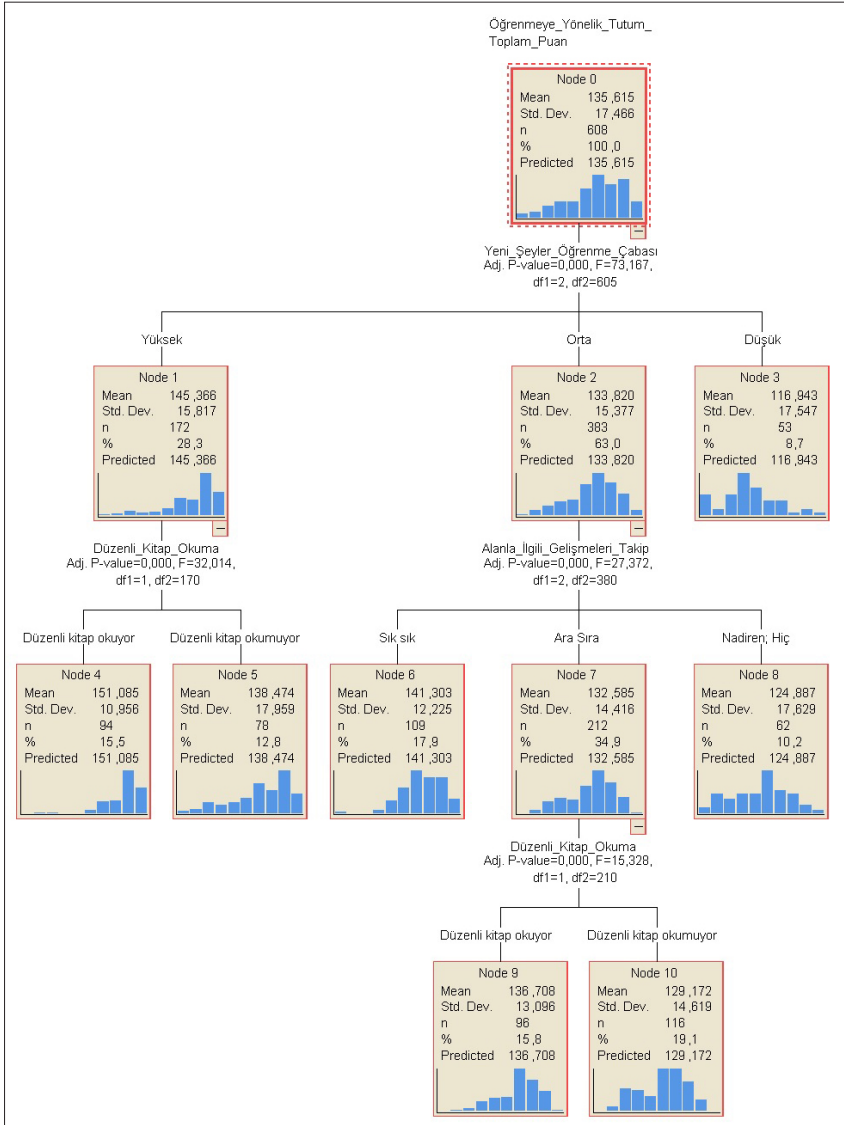 Öğrenmeye_Yönelik_Tutum_
Toplam_Puan
Node 0
Mean 135,615
Std. Dev. 17,466
n 608
% 100,0
Predicted 135,615
Yeni_Şeyler_Öğrenme_Çabası
Adj. P-value=0,000, F=73,167,
df1=2, df2=605
Yüksek
Orta
Düşük
Node 1
Mean 145,366
Std. Dev. 15,817
n 172
% 28,3
Predicted 145,366
Node 2
Mean 133,820
Std. Dev. 15,377
n 383
% 63,0
Predicted 133,820
Node 3
Mean 116,943
Std. Dev. 17,547
n 53
% 8,7
Predicted 116,943
Düzenli_Kitap_Okuma
Adj. P-value=0,000, F=32,014,
df1=1, df2=170
Alanla_İlgili_Gelişmeleri_Takip
Adj. P-value=0,000, F=27,372,
df1=2, df2=380
Düzenli kitap okuyor
Düzenli kitap okumuyor
Sık sık
Ara Sıra
Nadiren; Hiç
Node 4
Mean 151,085
Std. Dev. 10,956
n 94
% 15,5
Predicted 151,085
Node 5
Mean 138,474
Std. Dev. 17,959
n 78
% 12,8
Predicted 138,474
Node 6
Mean 141,303
Std. Dev. 12,225
n 109
% 17,9
Predicted 141,303
Node 7
Mean 132,585
Std. Dev. 14,416
n 212
% 34,9
Predicted 132,585
Node 8
Mean 124,887
Std. Dev. 17,629
n 62
% 10,2
Predicted 124,887
Düzenli_Kitap_Okuma
Adj. P-value=0,000, F=15,328,
df1=1, df2=210
Düzenli kitap okuyor
Düzenli kitap okumuyor
Node 9
Mean 136,708
Std. Dev. 13,096
n 96
% 15,8
Predicted 136,708
Node 10
Mean 129,172
Std. Dev. 14,619
n 116
% 19,1
Predicted 129,172